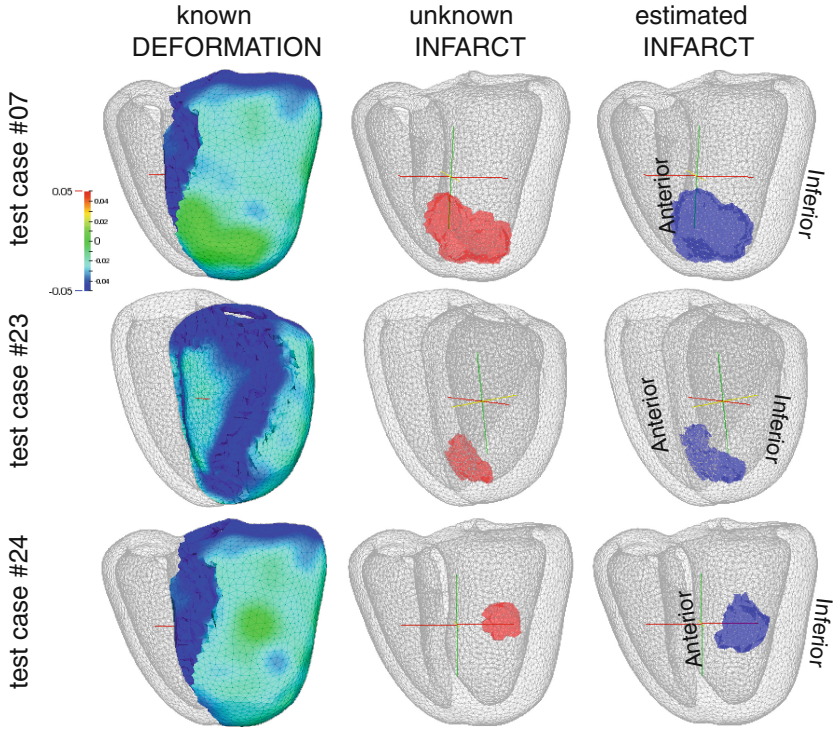 known
DEFORMATION
unknown
INFARCT
estimated
INFARCT
test case #07
0.05
0.04
0.02
0
-0.02
-0.04
-0.05
Anterior
Inferior
test case #23
Anterior
Inferior
test case #24
Anterior
Inferior